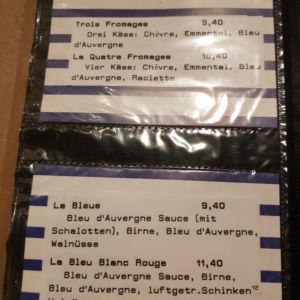 Trois Fromages 9,40
Drei Käse: Chèvre, Emmental, Bleu
d'Auvergne
La Quatre Fromages 10,40
Vier Käse: Chèvre, Emmental, Bleu
d'Auvergne, Raclette
La Bleue 9,40
Bleu d'Auvergne Sauce (mit
Schalotten), Birne, Bleu d'Auvergne,
Walnüsse
La Bleu Blanc Rouge 11,40
Bleu d'Auvergne Sauce, Birne,
Bleu d'Auvergne, luftgetr.Schinken¹²